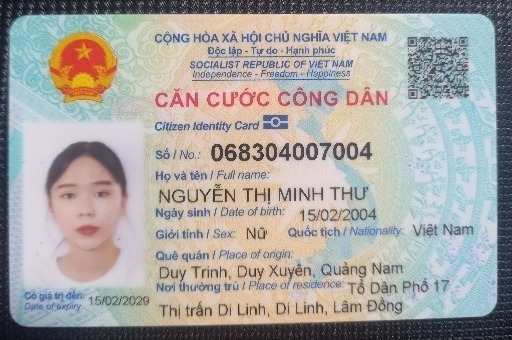 CỘNG HÒA XÃ HỘI CHỦ NGHĨA VIỆT NAM
Độc lập - Tự do - Hạnh phúc
SOCIALIST REPUBLIC OF VIET NAM
Independence - Freedom - Happiness
CĂN CƯỚC CÔNG DÂN
Citizen Identity Card
Số / No.: 068304007004
Họ và tên / Full name:
NGUYỄN THỊ MINH THƯ
Ngày sinh / Date of birth: 15/02/2004
Giới tính / Sex: Nữ Quốc tịch / Nationality: Việt Nam
Quê quán / Place of origin:
Duy Trinh, Duy Xuyên, Quảng Nam
Nơi thường trú / Place of residence: Tổ Dân Phố 17
Thị trấn Di Linh, Di Linh, Lâm Đồng
Có giá trị đến: 15/02/2029
Date of expiry